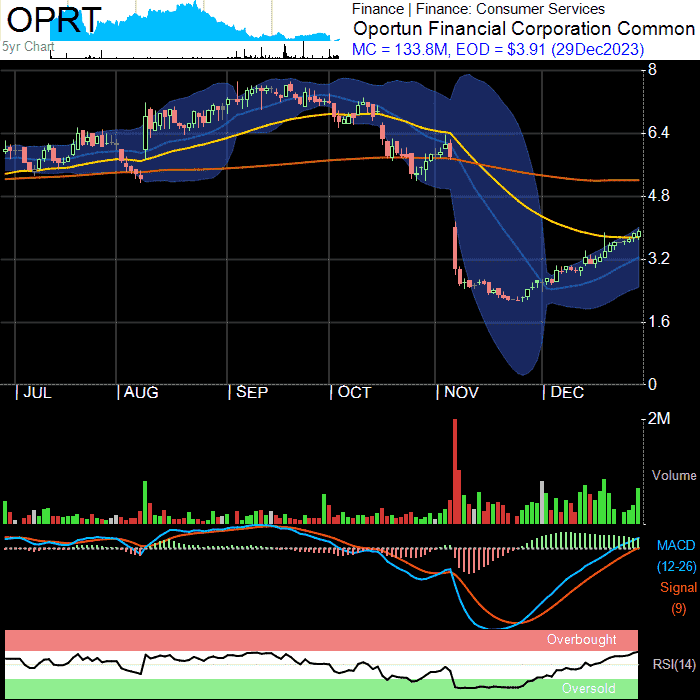 OPRT
5yr Chart
Finance | Finance: Consumer Services
Oportun Financial Corporation Common
MC = 133.8M, EOD = $3.91 (29Dec2023)
8
6.4
4.8
3.2
1.6
0
JUL AUG SEP OCT NOV DEC
2M
Volume
0
MACD
(12-26)
Signal
(9)
Overbought
RSI(14)
Oversold